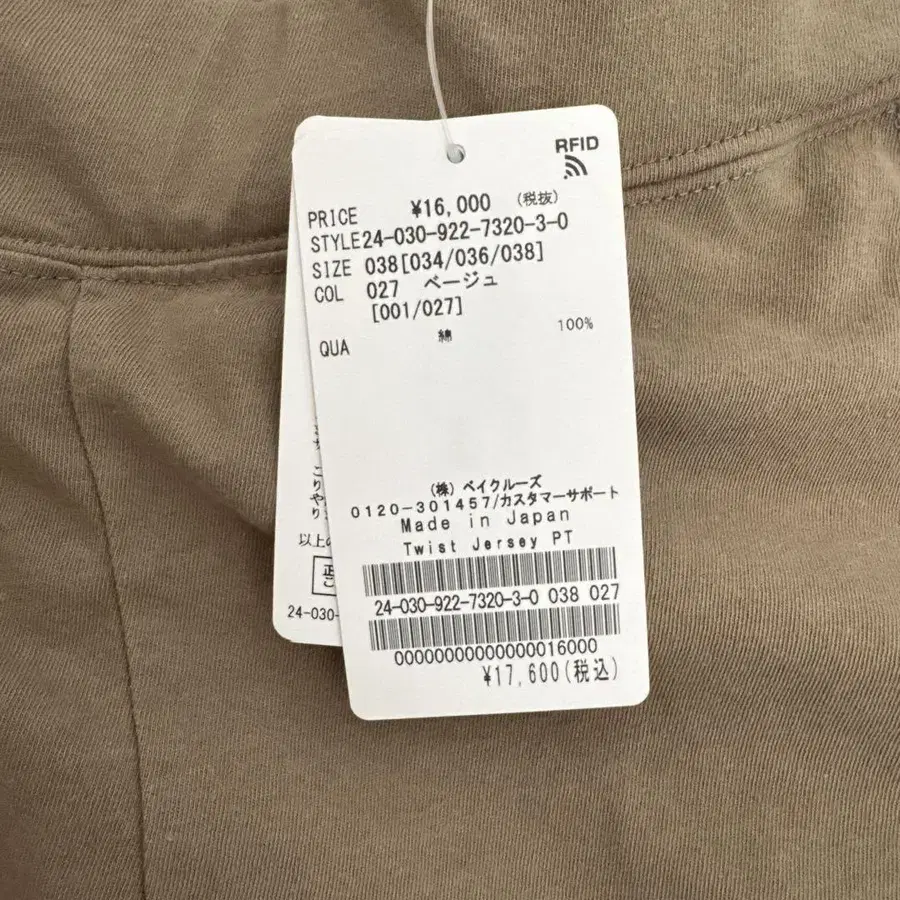 RFID
PRICE ¥16,000 (税抜)
STYLE24-030-922-7320-3-0
SIZE 038[034/036/038]
COL 027 ベージュ
[001/027]
QUA 綿 100%
(株)ベイクルーズ
0120-301457/カスタマーサポート
Made in Japan
Twist Jersey PT
24-030-922-7320-3-0 038 027
00000000000000016000
¥17,600(税込)
以上の
24-030-